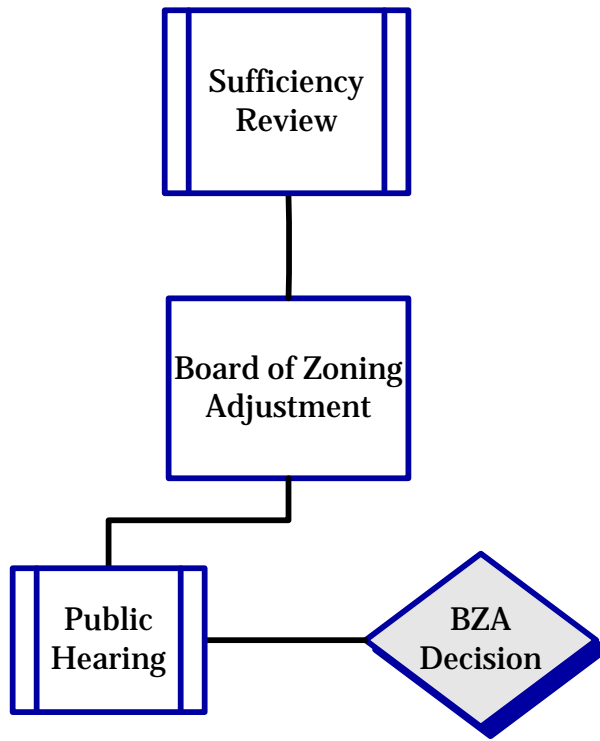 Sufficiency
Review
Board of Zoning
Adjustment
Public
Hearing
BZA
Decision